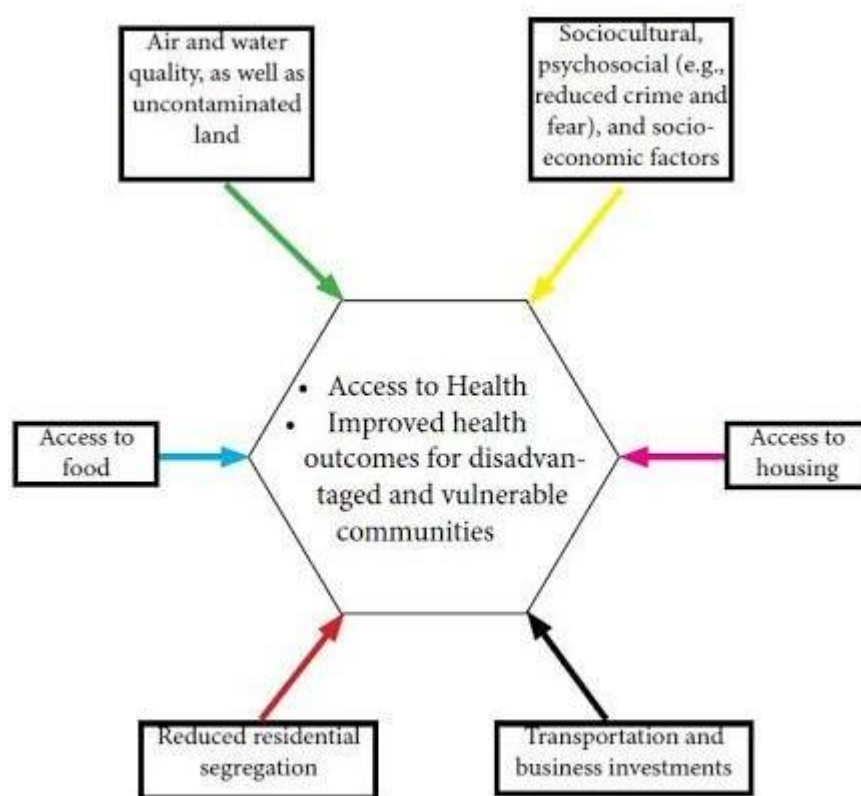 Air and water
quality, as well as
uncontaminated
land
Sociocultural,
psychosocial (e.g.,
reduced crime and
fear), and socio-
economic factors
• Access to Health
• Improved health
outcomes for disadvan-
taged and vulnerable
communities
Access to
food
Access to
housing
Reduced residential
segregation
Transportation and
business investments